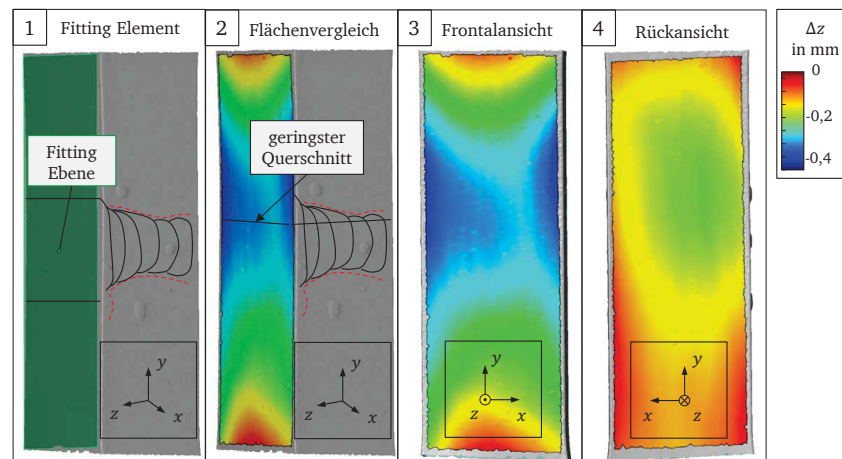 1 Fitting Element
Fitting
Ebene
y
z
x
2 Flächenvergleich
geringster
Querschnitt
y
z
x
3 Frontalansicht
y
z
x
4 Rückansicht
y
x
z
Δz
in mm
0
-0,2
-0,4